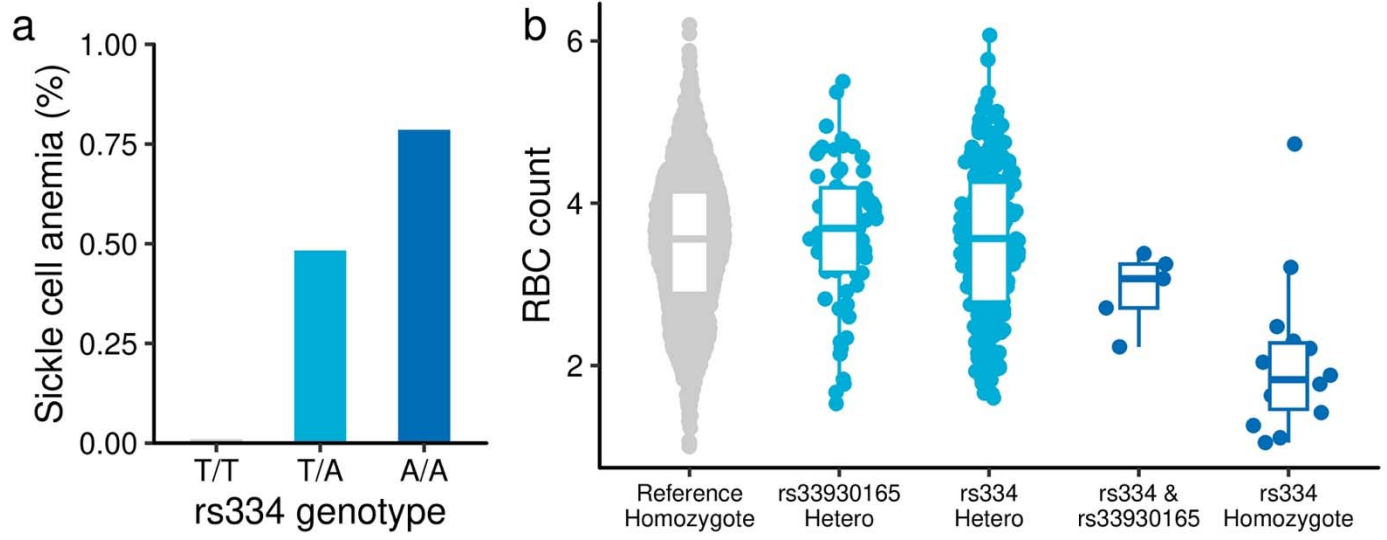 a
Sickle cell anemia (%)
1.00
0.75
0.50
0.25
0.00
T/T T/A A/A
rs334 genotype
b
RBC count
6
4
2
Reference Homozygote
rs33930165 Hetero
rs334 Hetero
rs334 & rs33930165
rs334 Homozygote